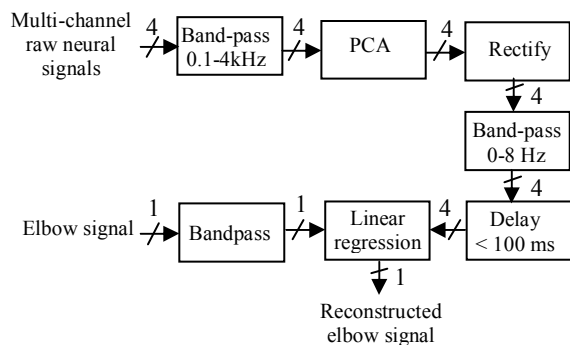 Multi-channel
raw neural
signals
4
Band-pass
0.1-4kHz
4
PCA
4
Rectify
4
Band-pass
0-8 Hz
4
Elbow signal
1
Bandpass
1
Linear
regression
4
Delay
< 100 ms
1
Reconstructed
elbow signal